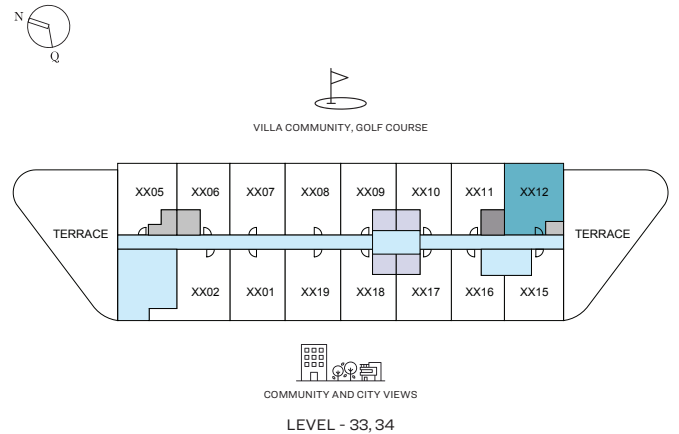 N
Q
VILLA COMMUNITY, GOLF COURSE
XX05 XX06 XX07 XX08 XX09 XX10 XX11 XX12
TERRACE TERRACE
XX02 XX01 XX19 XX18 XX17 XX16 XX15
COMMUNITY AND CITY VIEWS
LEVEL - 33, 34